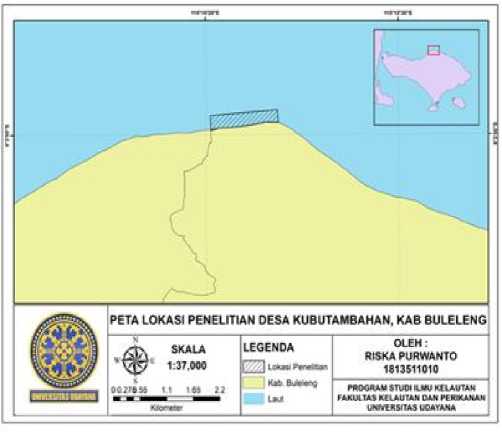 PETA LOKASI PENELITIAN DESA KUBUTAMBAHAN, KAB BULELENG
SKALA
1:37,000
0 0.275 0.55 1.1 1.65 2.2
Kilometer
LEGENDA
Lokasi Penelitian
Kab. Buleleng
Laut
OLEH :
RISKA PURWANTO
1813511010
PROGRAM STUDI ILMU KELAUTAN
FAKULTAS KELAUTAN DAN PERIKANAN
UNIVERSITAS UDAYANA
UNIVERSITAS UDAYANA
N
W
E
S